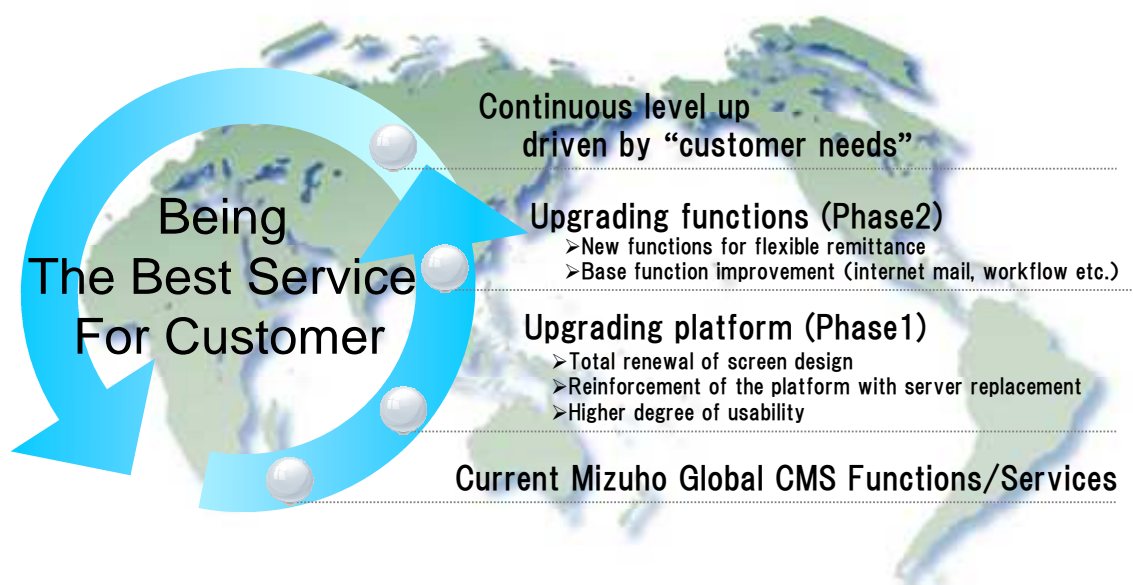 Being
The Best Service
For Customer
Continuous level up
driven by “customer needs”
Upgrading functions (Phase2)
➢New functions for flexible remittance
➢Base function improvement (internet mail, workflow etc.)
Upgrading platform (Phase1)
➢Total renewal of screen design
➢Reinforcement of the platform with server replacement
➢Higher degree of usability
Current Mizuho Global CMS Functions/Services